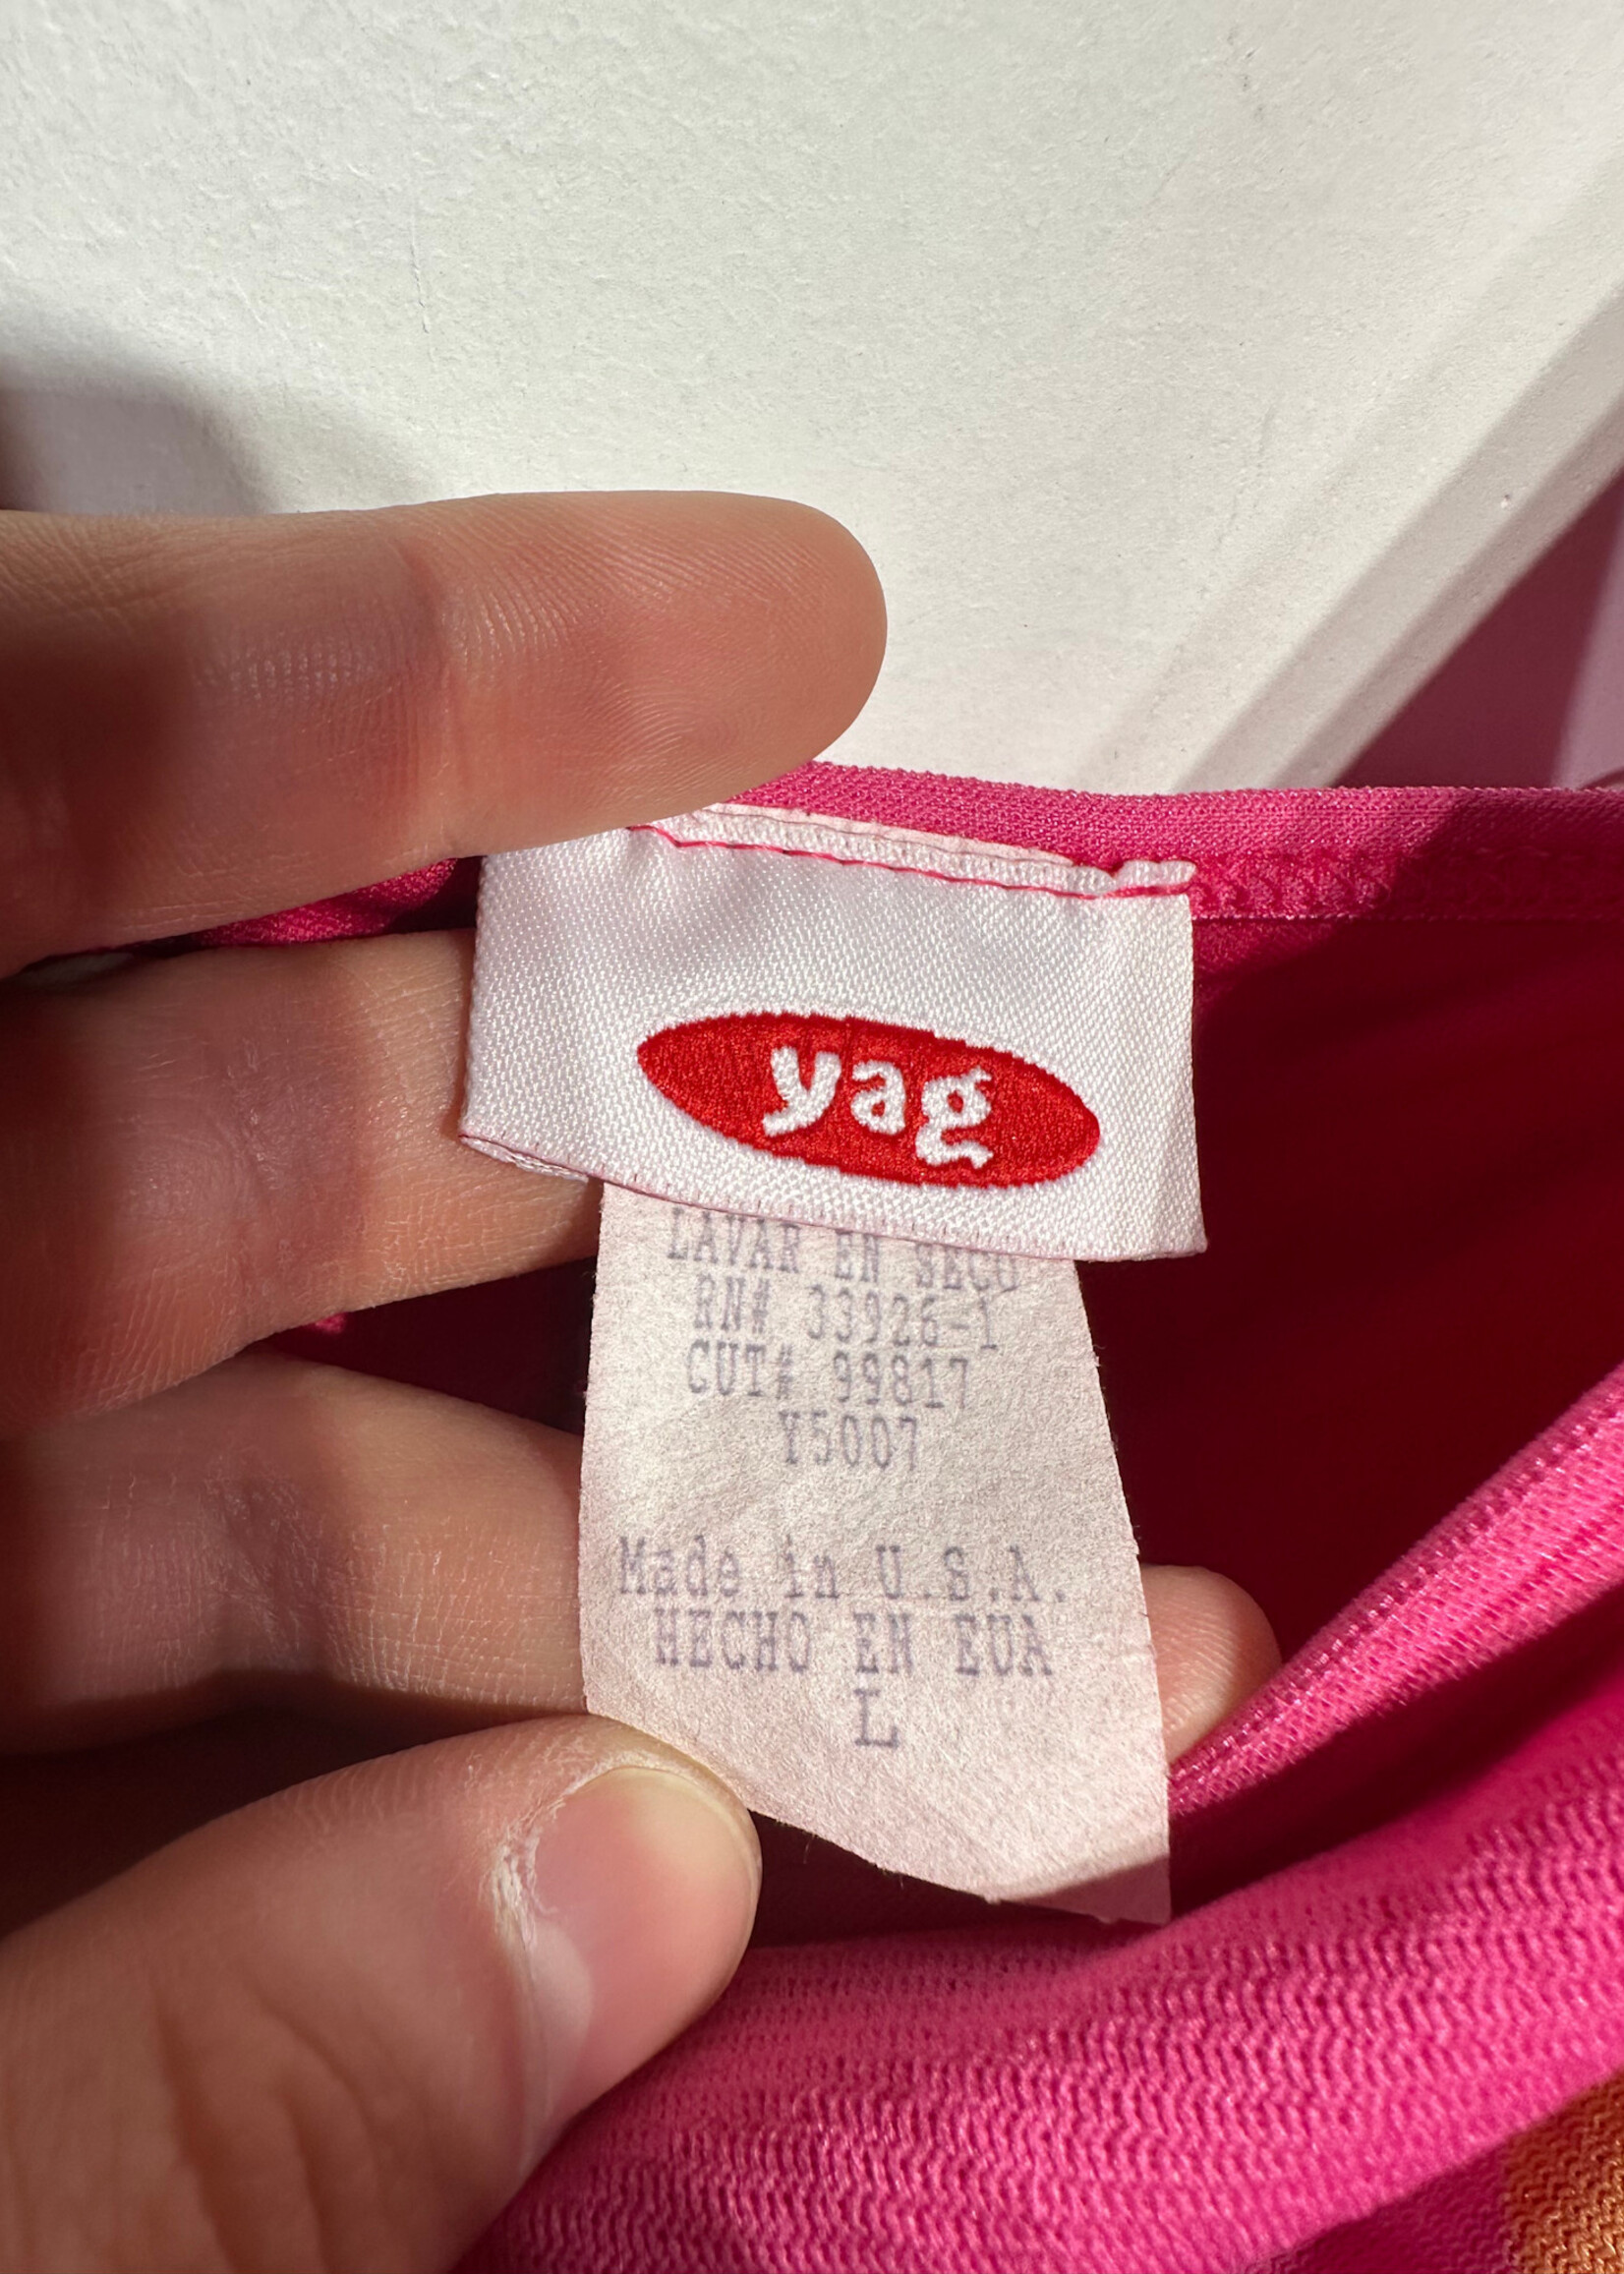 yag
LAVAR EN SECO
RN# 33926-1
CUT# 99817
Y5007
Made in U.S.A.
HECHO EN EUA
L